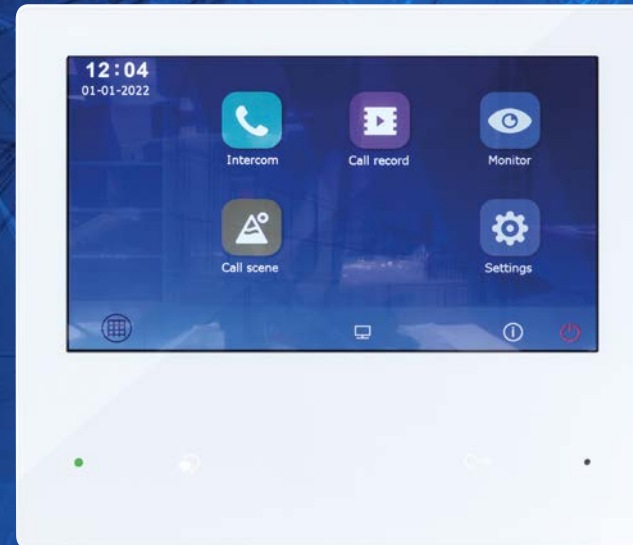 12:04
01-01-2022
Intercom
Call record
Monitor
Call scene
Settings